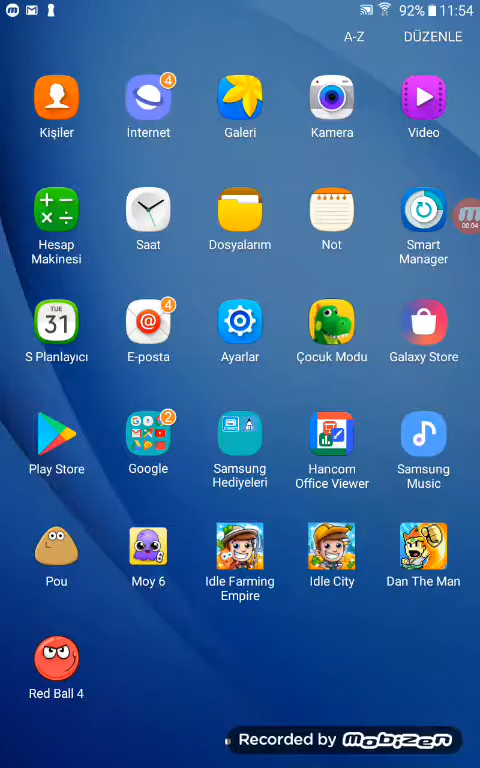 92% 11:54
A-Z DÜZENLE
4
Kişiler İnternet Galeri Kamera Video
Hesap Makinesi Saat Dosyalarım Not Smart Manager
00:04
TUE
31
@
4
S Planlayıcı E-posta Ayarlar Çocuk Modu Galaxy Store
2
Play Store Google Samsung Hediyeleri Hancom Office Viewer Samsung Music
Pou Moy 6 Idle Farming Empire Idle City Dan The Man
Red Ball 4
Recorded by mobizen